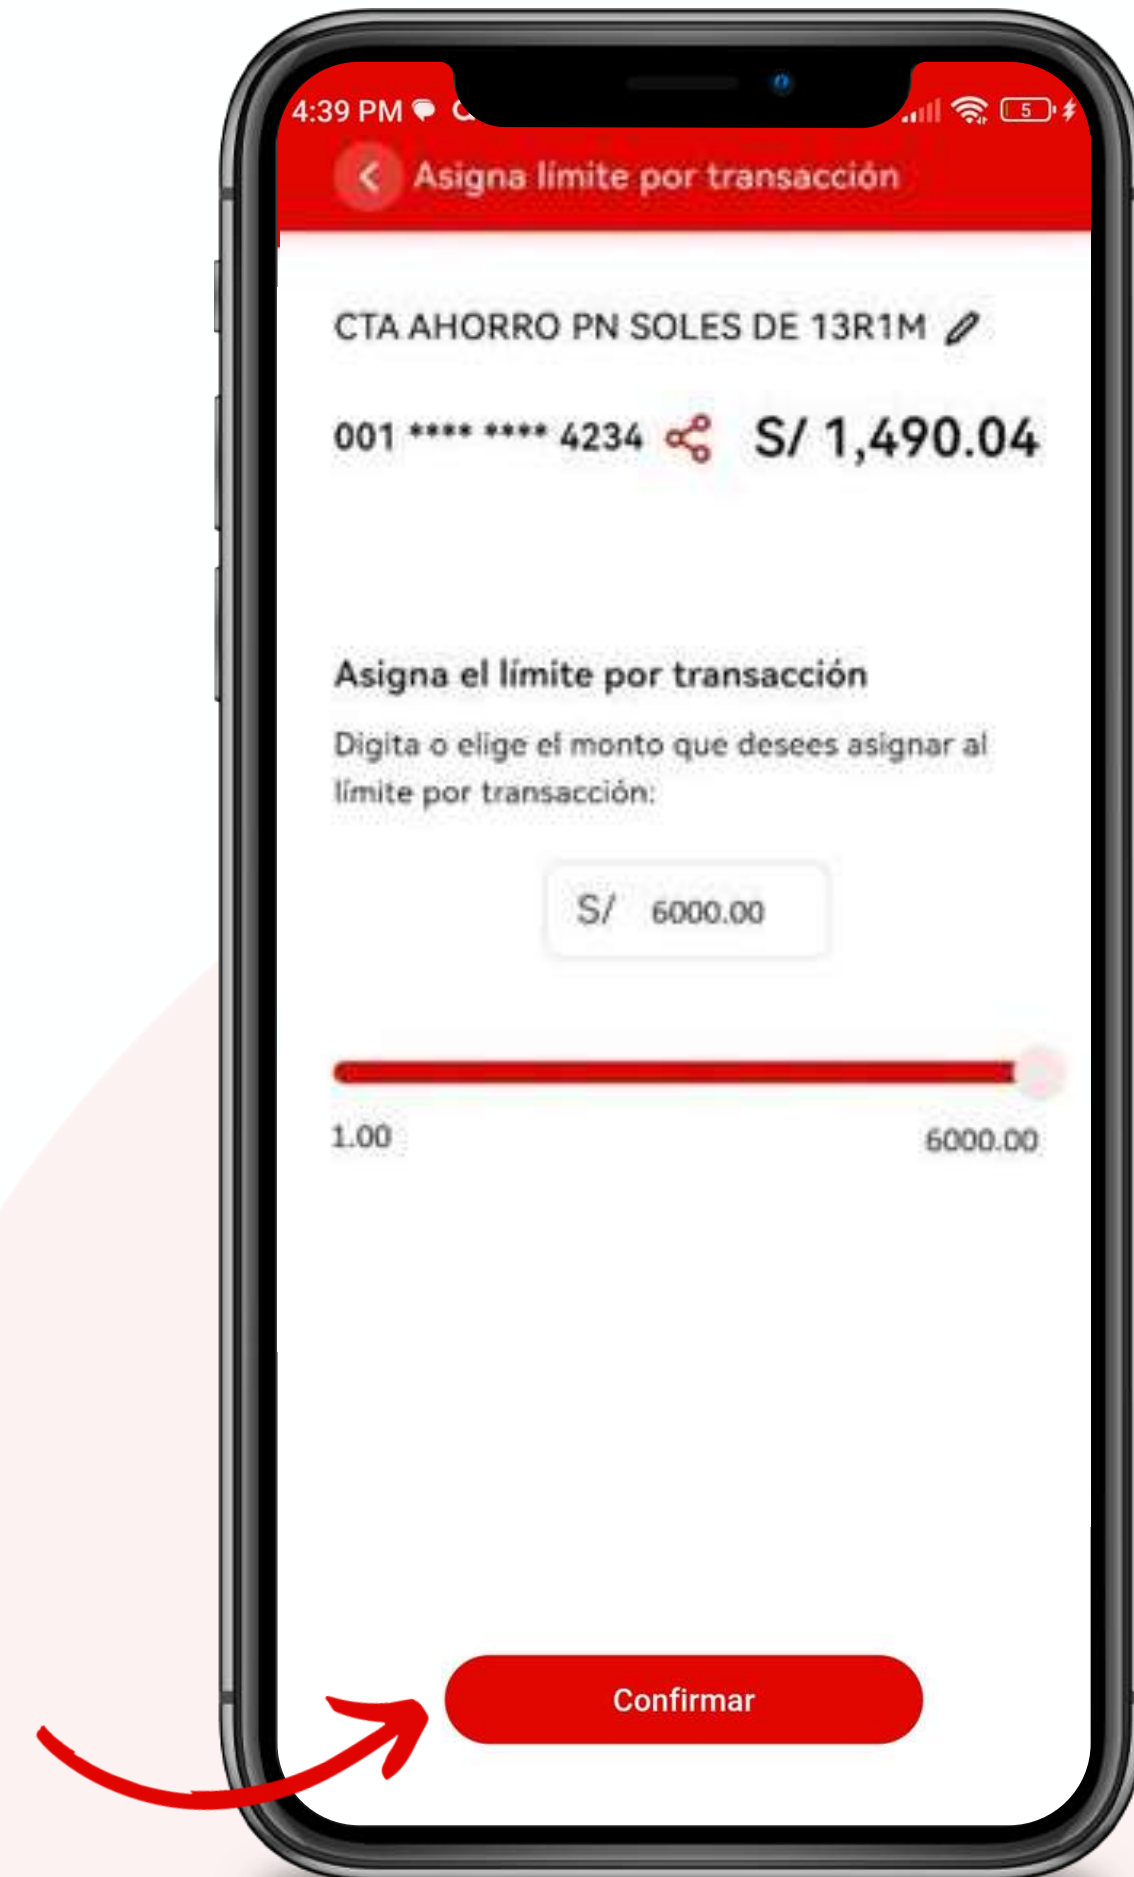 4:39 PM
5
Asigna límite por transacción
CTA AHORRO PN SOLES DE 13R1M
001 **** **** 4234 S/ 1,490.04
Asigna el límite por transacción
Digita o elige el monto que desees asignar al
límite por transacción:
S/ 6000.00
1.00 6000.00
Confirmar